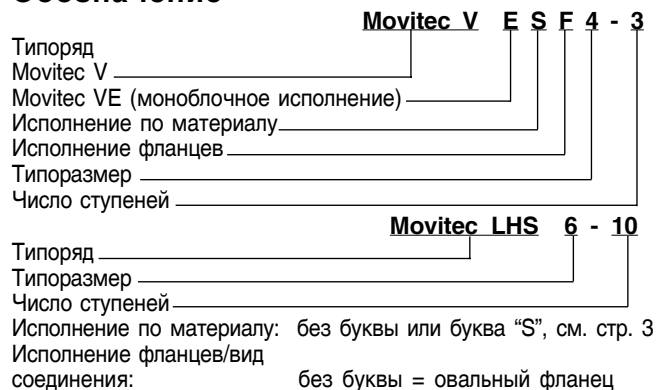 Movitec V E S F 4 - 3
Типоряд
Movitec V
Movitec VE (моноблочное исполнение)
Исполнение по материалу
Исполнение фланцев
Типоразмер
Число ступеней
Movitec LHS 6 - 10
Типоряд
Типоразмер
Число ступеней
Исполнение по материалу: без буквы или буква “S”, см. стр. 3
Исполнение фланцев/вид
соединения: без буквы = овальный фланец